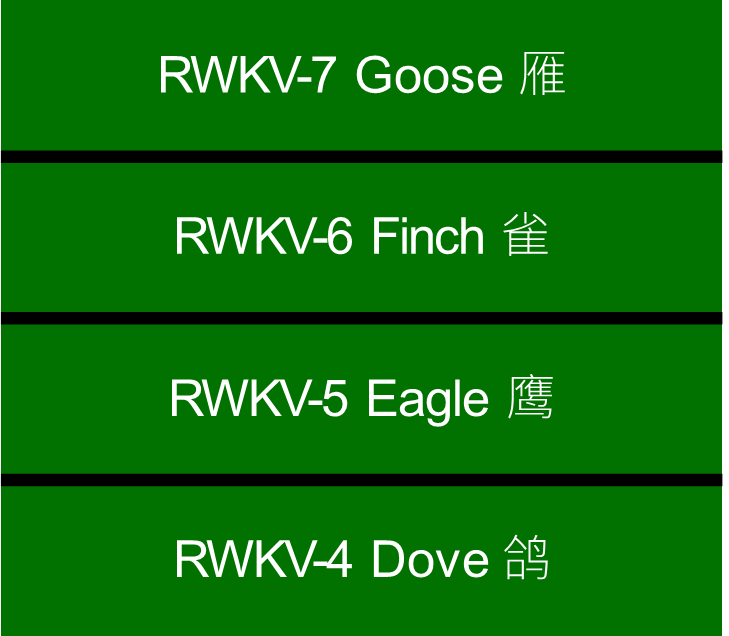 RWKV-7 Goose 雁
RWKV-6 Finch 雀
RWKV-5 Eagle 鹰
RWKV-4 Dove 鸽